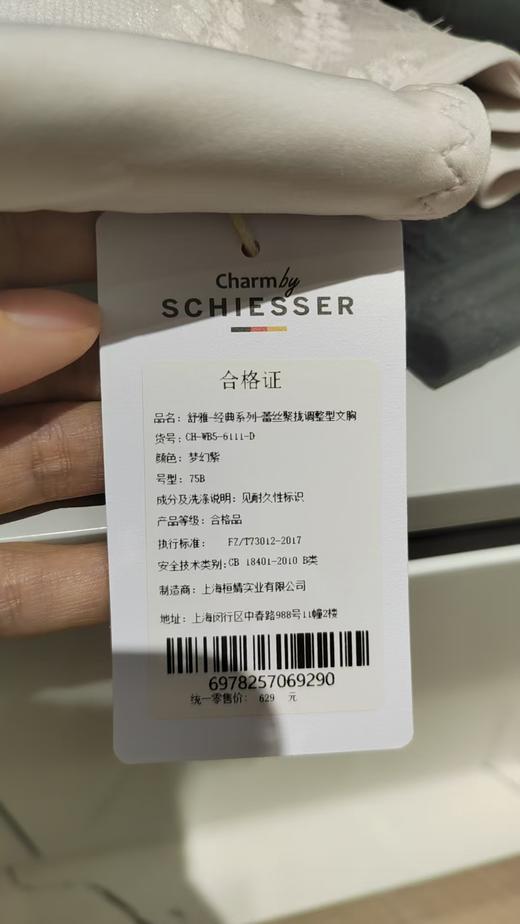 Charm by
SCHIESSER
合格证
品名: 舒雅-经典系列-蕾丝聚拢调整型文胸
货号: CH-WB5-6111-D
颜色: 梦幻紫
号型: 75B
成分及洗涤说明: 见耐久性标识
产品等级: 合格品
执行标准: FZ/T73012-2017
安全技术类别: GB 18401-2010 B类
制造商: 上海桓婧实业有限公司
地址: 上海闵行区中春路988号11幢2楼
6978257069290
统一零售价: 629 元